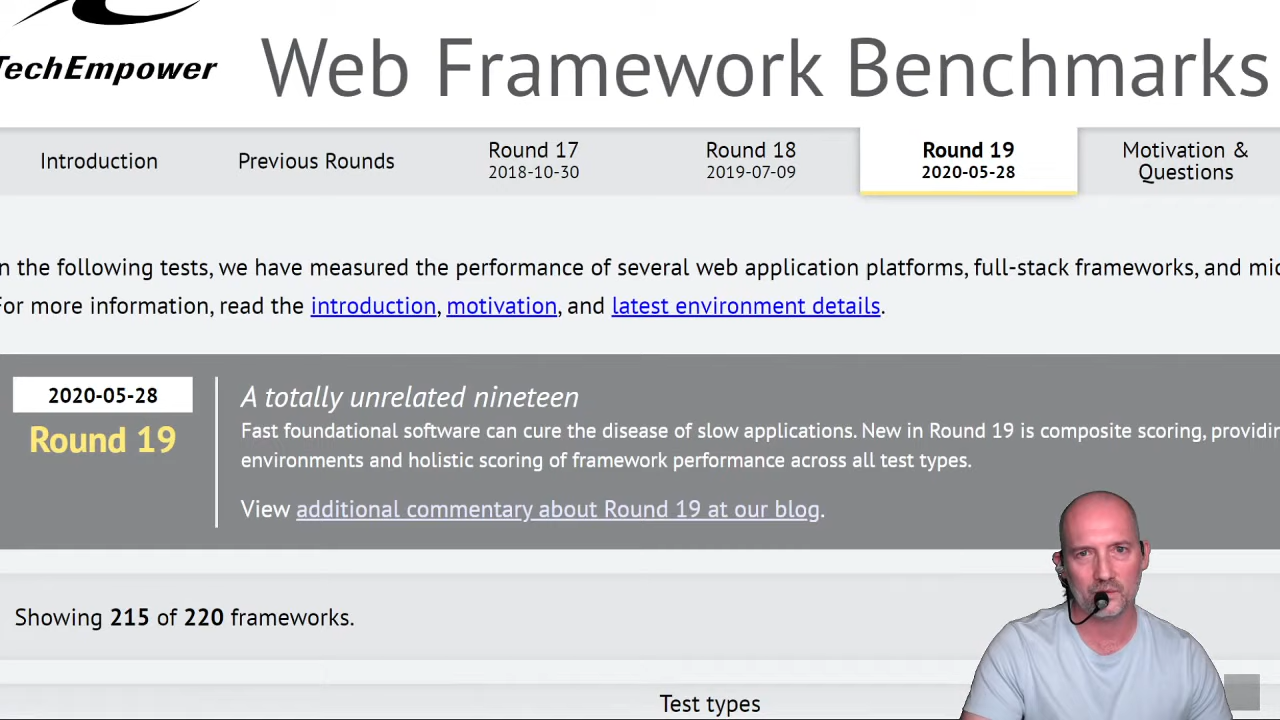 TechEmpower
Web Framework Benchmarks
Introduction
Previous Rounds
Round 17
2018-10-30
Round 18
2019-07-09
Round 19
2020-05-28
Motivation &
Questions
n the following tests, we have measured the performance of several web application platforms, full-stack frameworks, and mic
For more information, read the introduction, motivation, and latest environment details.
2020-05-28
Round 19
A totally unrelated nineteen
Fast foundational software can cure the disease of slow applications. New in Round 19 is composite scoring, providin
environments and holistic scoring of framework performance across all test types.
View additional commentary about Round 19 at our blog.
Showing 215 of 220 frameworks.
Test types